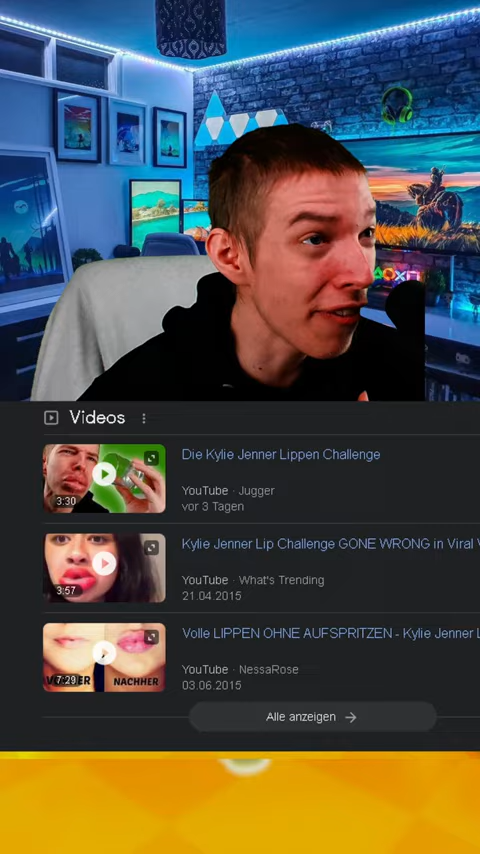 Videos
3:30
Die Kylie Jenner Lippen Challenge
YouTube · Jugger
vor 3 Tagen
3:57
Kylie Jenner Lip Challenge GONE WRONG in Viral
YouTube · What's Trending
21.04.2015
7:29
NACHHER
Volle LIPPEN OHNE AUFSPRITZEN - Kylie Jenner
YouTube · NessaRose
03.06.2015
Alle anzeigen